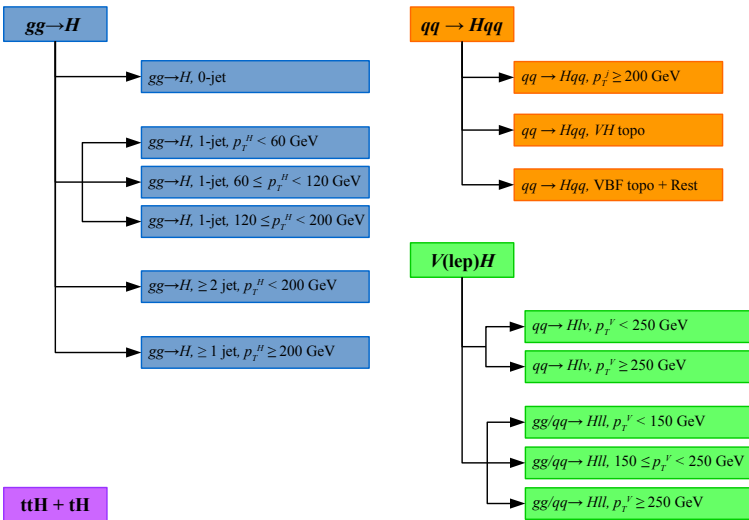 gg→H
gg→H, 0-jet
gg→H, 1-jet, p_T^H < 60 GeV
gg→H, 1-jet, 60 ≤ p_T^H < 120 GeV
gg→H, 1-jet, 120 ≤ p_T^H < 200 GeV
gg→H, ≥ 2 jet, p_T^H < 200 GeV
gg→H, ≥ 1 jet, p_T^H ≥ 200 GeV
ttH + tH
qq → Hqq
qq → Hqq, p_T^j ≥ 200 GeV
qq → Hqq, VH topo
qq → Hqq, VBF topo + Rest
V(lep)H
qq→ Hlν, p_T^V < 250 GeV
qq→ Hlν, p_T^V ≥ 250 GeV
gg/qq→ Hll, p_T^V < 150 GeV
gg/qq→ Hll, 150 ≤ p_T^V < 250 GeV
gg/qq→ Hll, p_T^V ≥ 250 GeV